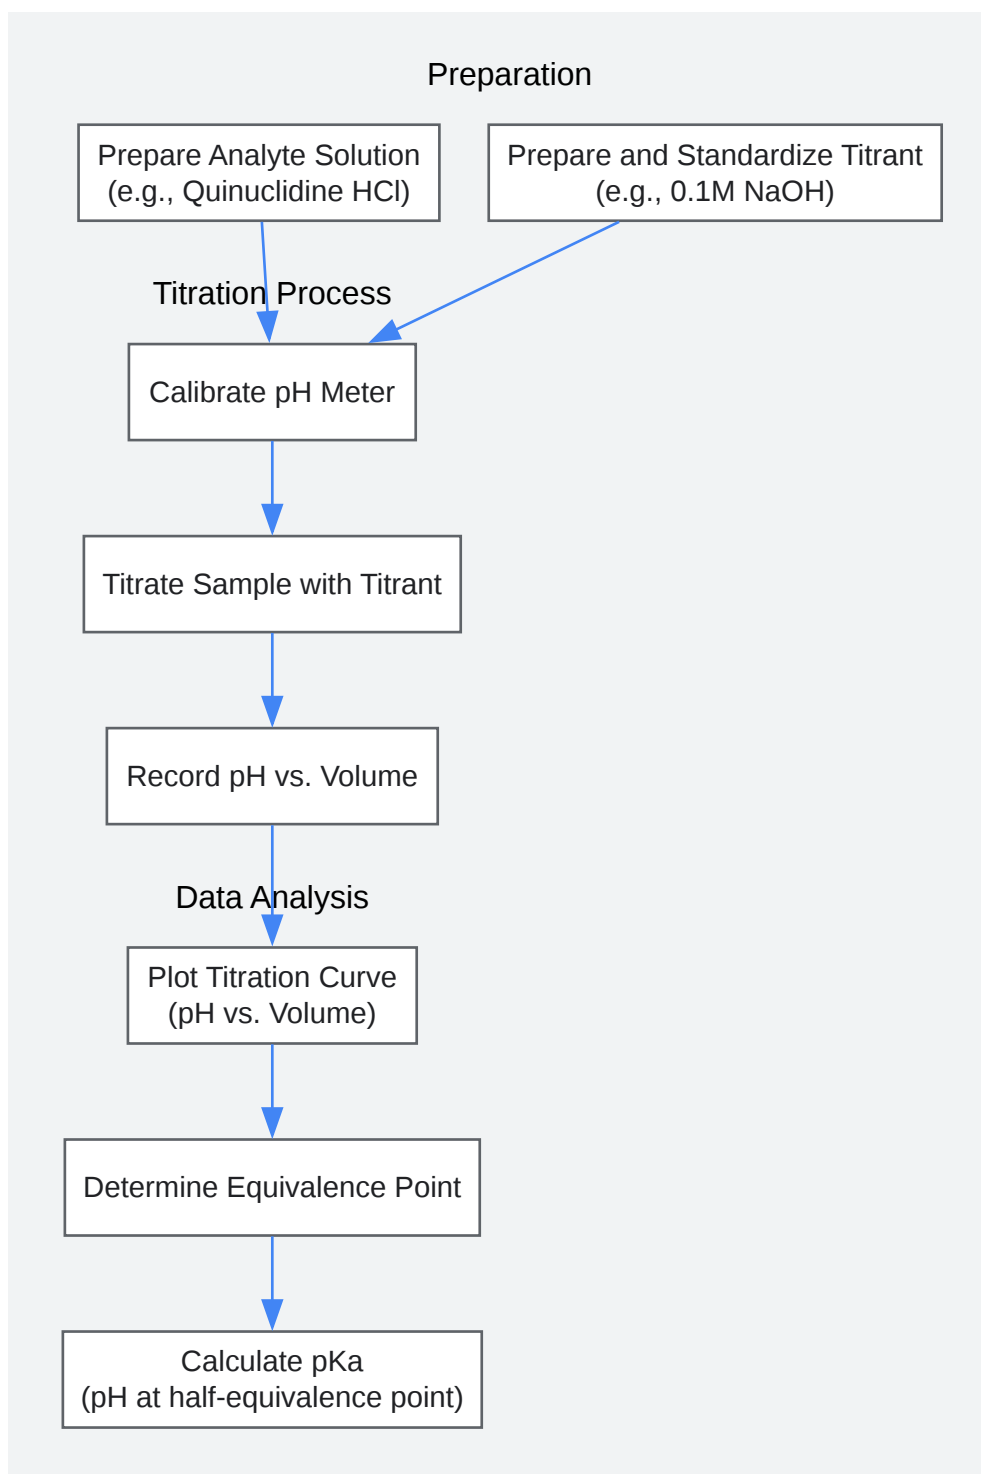 Preparation
Prepare Analyte Solution
(e.g., Quinuclidine HCl)
Prepare and Standardize Titrant
(e.g., 0.1M NaOH)
Titration Process
Calibrate pH Meter
Titrate Sample with Titrant
Record pH vs. Volume
Data Analysis
Plot Titration Curve
(pH vs. Volume)
Determine Equivalence Point
Calculate pKa
(pH at half-equivalence point)